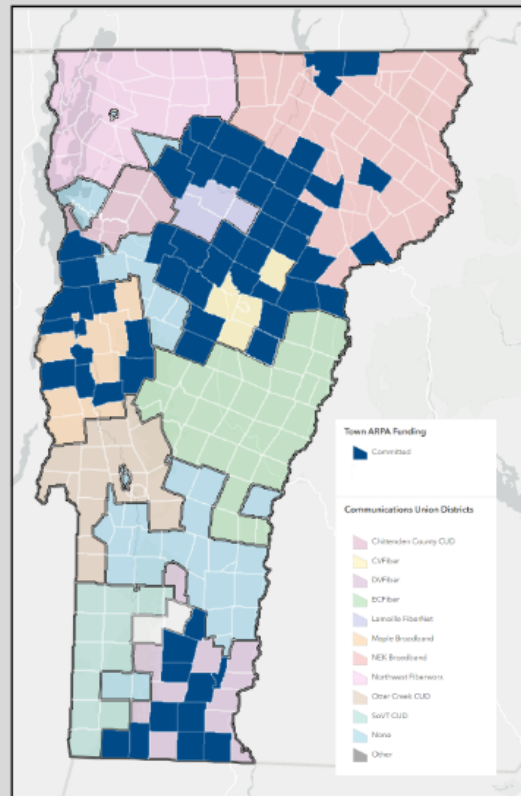 Town ARPA Funding
Committed
Communications Union Districts
Chittenden County CUD
CVFiber
DVFiber
ECFiber
Lamoille FiberNet
Maple Broadband
NEK Broadband
Northwest Fiberworx
Otter Creek CUD
SoVT CUD
None
Other